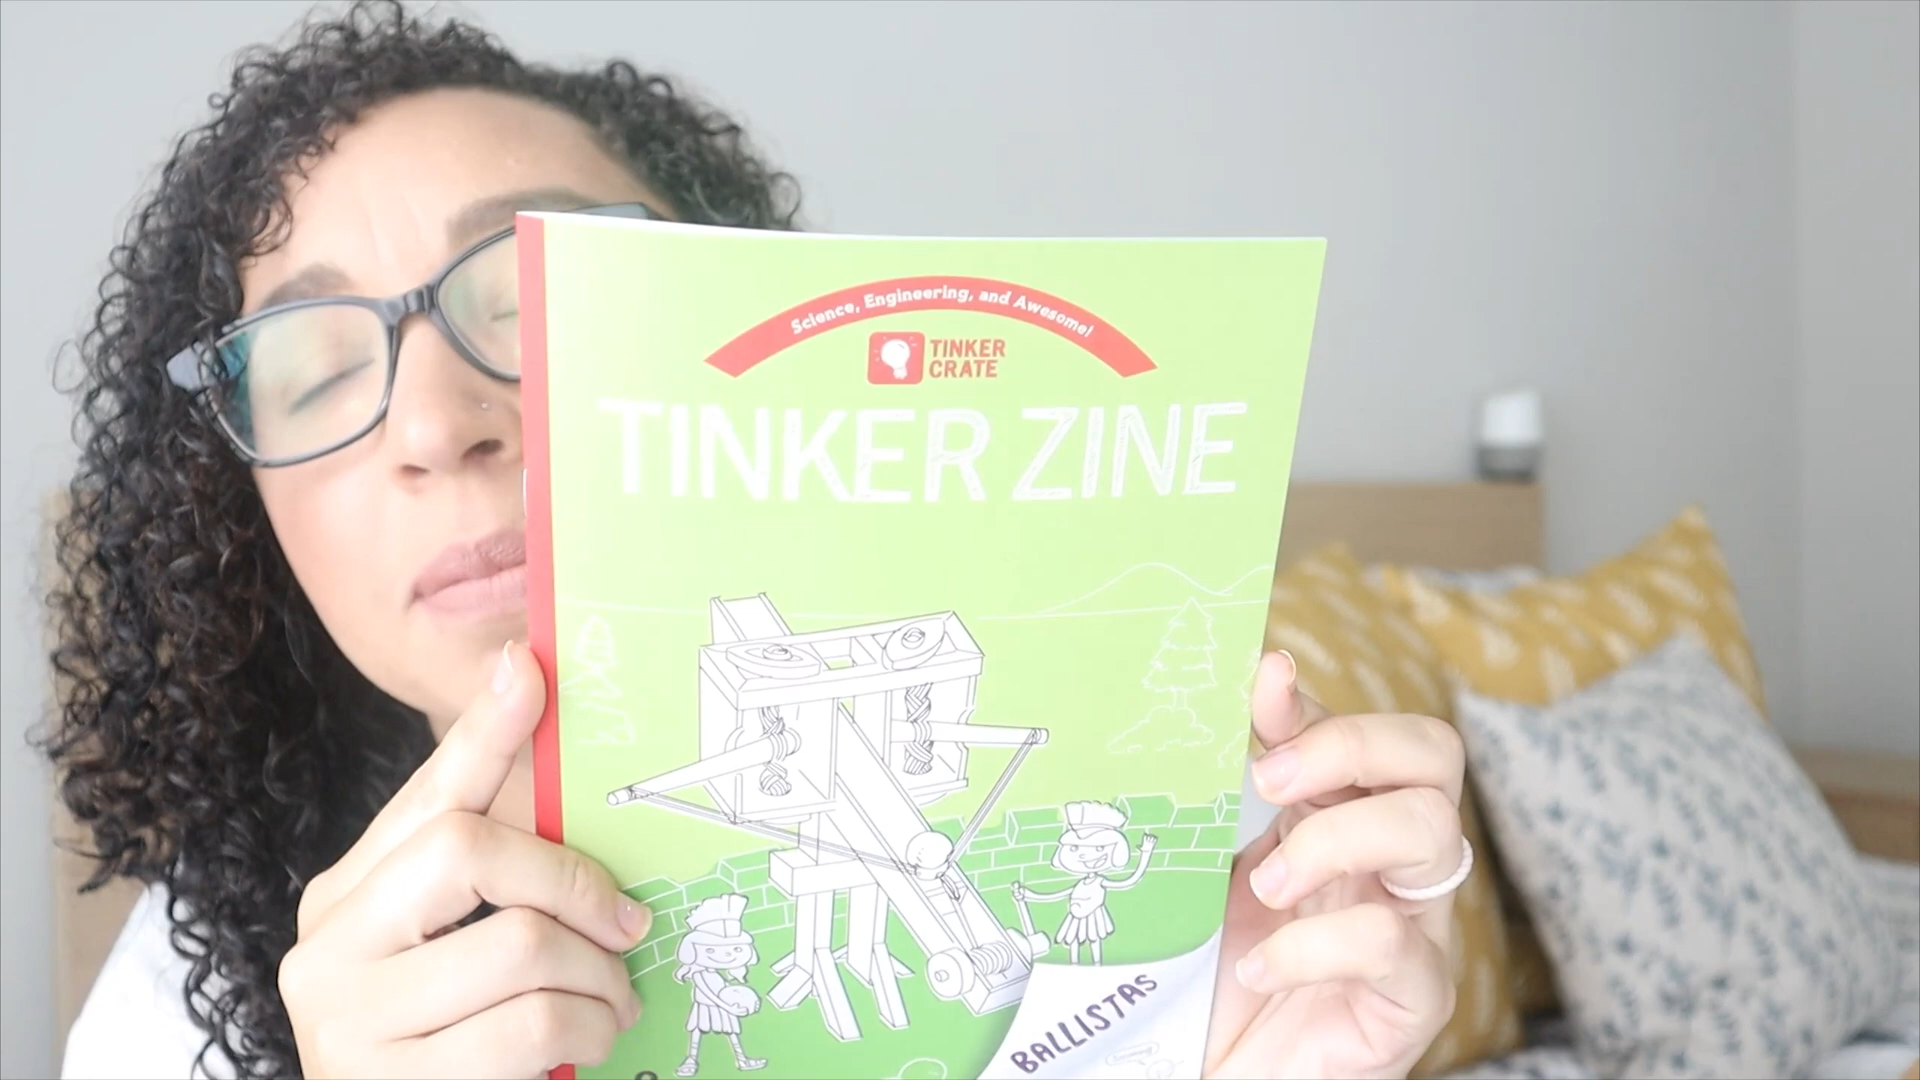 Science, Engineering, and Awesome!
TINKER
CRATE
TINKER ZINE
BALLISTAS